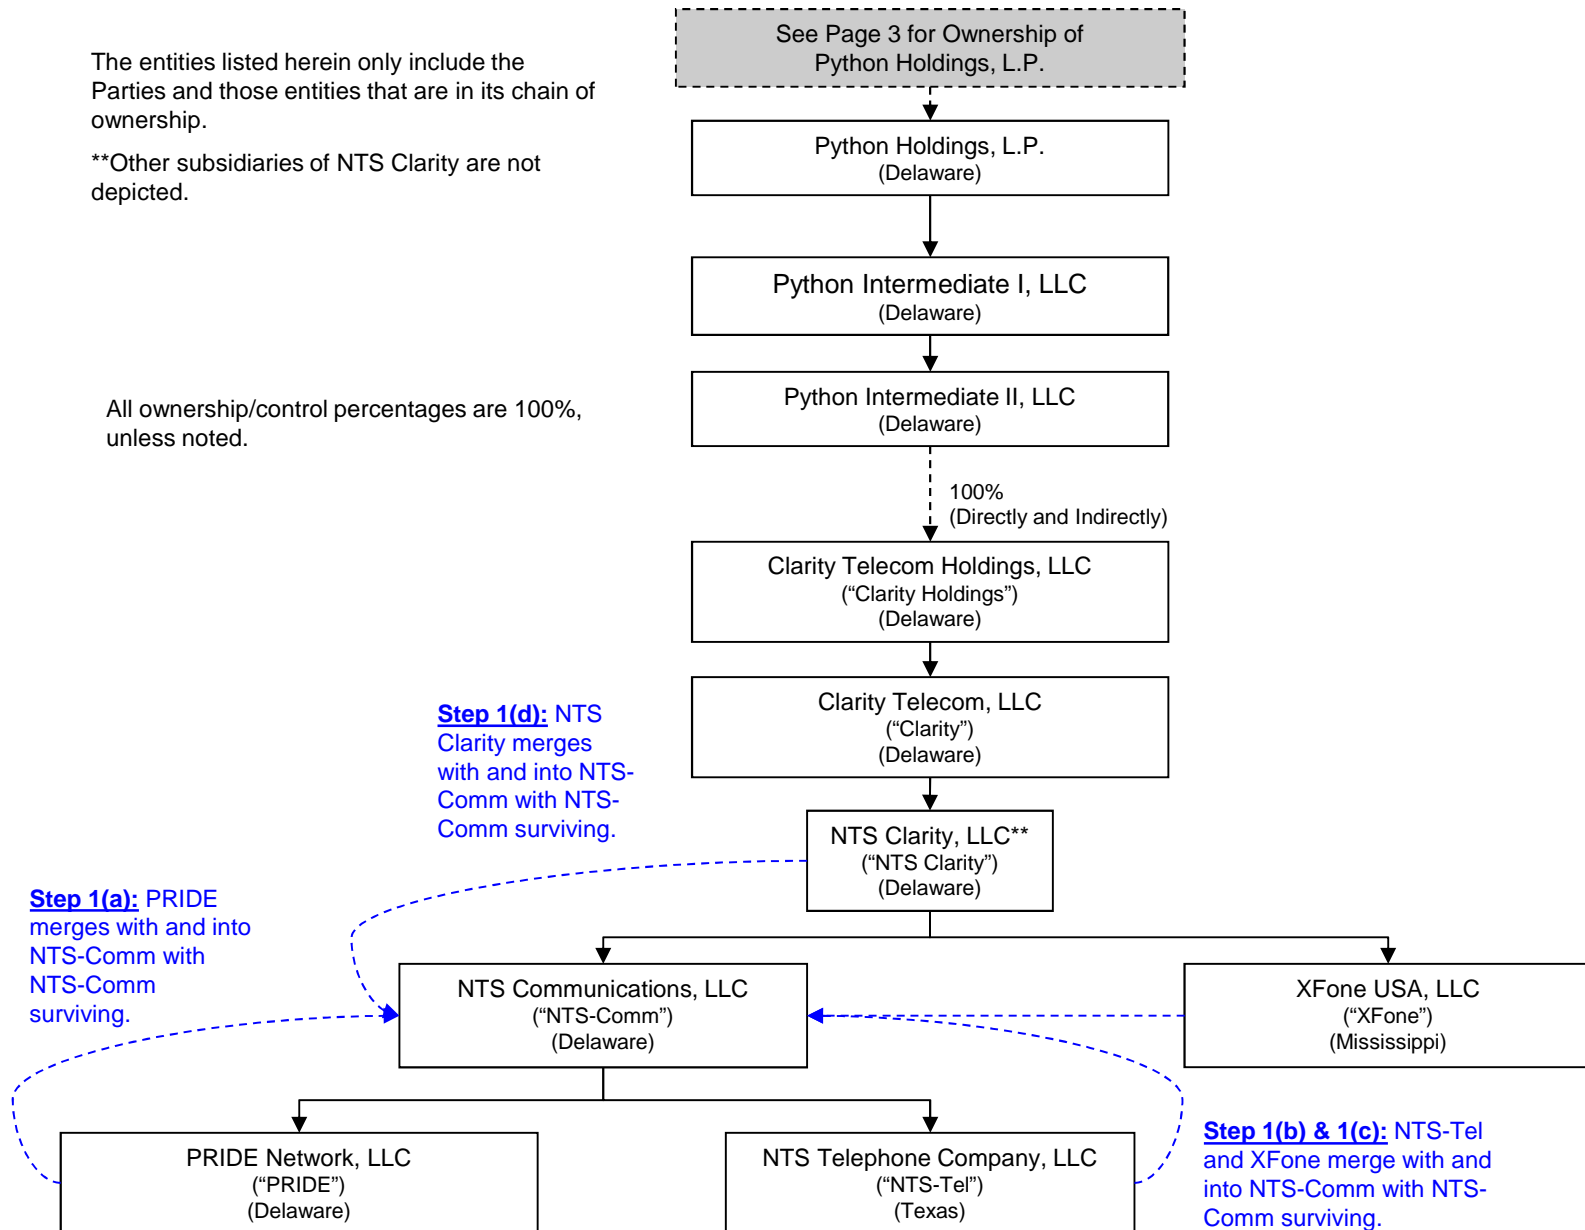 See Page 3 for Ownership of
Python Holdings, L.P.
The entities listed herein only include the
Parties and those entities that are in its chain of
ownership.
**Other subsidiaries of NTS Clarity are not
depicted.
Python Holdings, L.P.
(Delaware)
Python Intermediate I, LLC
(Delaware)
Python Intermediate II, LLC
(Delaware)
All ownership/control percentages are 100%,
unless noted.
100%
(Directly and Indirectly)
Clarity Telecom Holdings, LLC
(“Clarity Holdings”)
(Delaware)
Clarity Telecom, LLC
(“Clarity”)
(Delaware)
Step 1(d): NTS
Clarity merges
with and into NTS-
Comm with NTS-
Comm surviving.
NTS Clarity, LLC**
(“NTS Clarity”)
(Delaware)
Step 1(a): PRIDE
merges with and into
NTS-Comm with
NTS-Comm
surviving.
NTS Communications, LLC
(“NTS-Comm”)
(Delaware)
XFone USA, LLC
(“XFone”)
(Mississippi)
PRIDE Network, LLC
(“PRIDE”)
(Delaware)
NTS Telephone Company, LLC
(“NTS-Tel”)
(Texas)
Step 1(b) & 1(c): NTS-Tel
and XFone merge with and
into NTS-Comm with NTS-
Comm surviving.